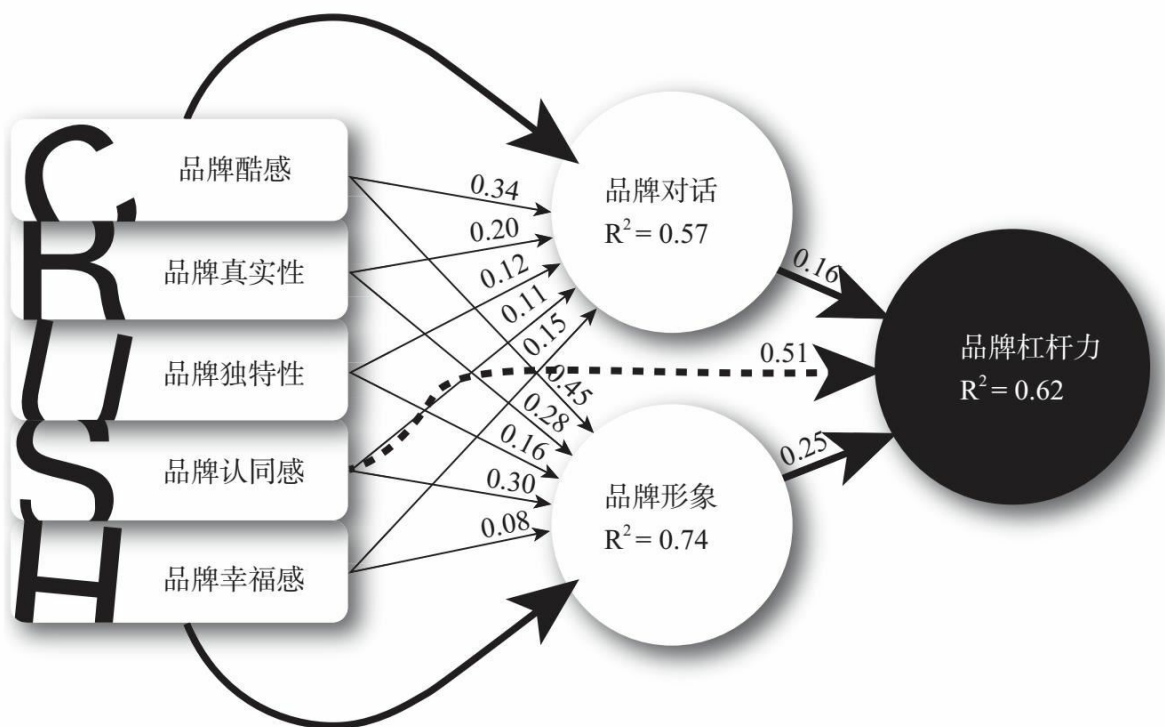 C 品牌酷感
R 品牌真实性
U 品牌独特性
S 品牌认同感
H 品牌幸福感
0.34
0.20
0.12
0.11
0.15
0.45
0.28
0.16
0.30
0.08
品牌对话
R² = 0.57
品牌形象
R² = 0.74
0.16
0.51
0.25
品牌杠杆力
R² = 0.62